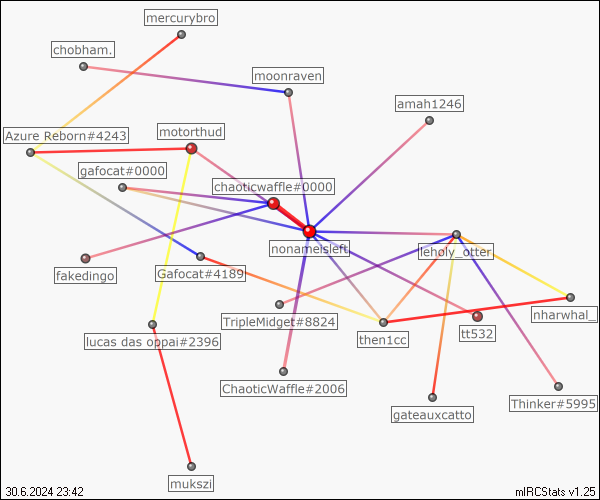 mercurybro
chobham.
moonraven
amah1246
Azure Reborn#4243
motorthud
gafocat#0000
chaoticwaffle#0000
nonameisleft
leholy_otter
fakedingo
Gafocat#4189
nharwhal_
TripleMidget#8824
tt532
lucas das oppai#2396
then1cc
ChaoticWaffle#2006
Thinker#5995
gateauxcatto
mukszi
30.6.2024 23:42
mIRCStats v1.25